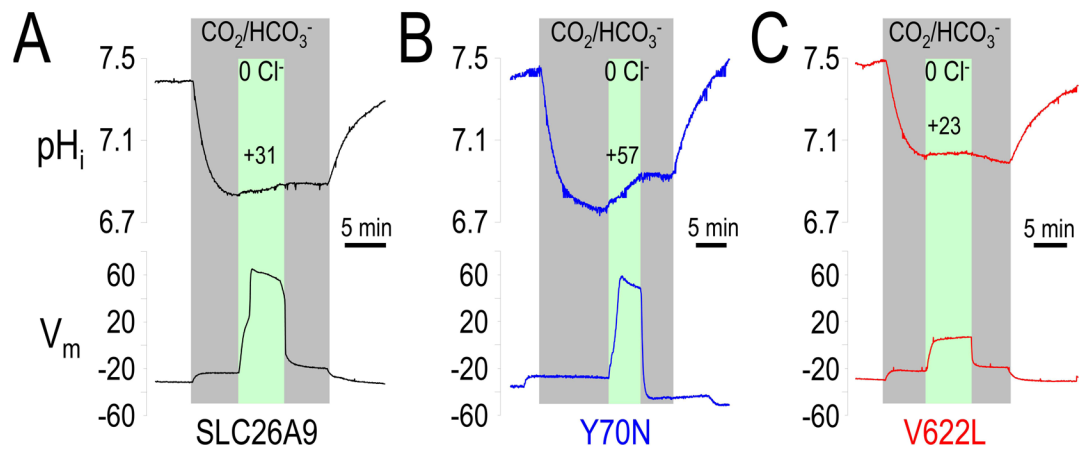 A
CO₂/HCO₃⁻
0 Cl⁻
7.5
7.1
6.7
pHᵢ
+31
5 min
60
20
-20
-60
Vₘ
SLC26A9
B
CO₂/HCO₃⁻
0 Cl⁻
7.5
7.1
6.7
+57
5 min
60
20
-20
-60
Y70N
C
CO₂/HCO₃⁻
0 Cl⁻
7.5
7.1
6.7
+23
5 min
60
20
-20
-60
V622L